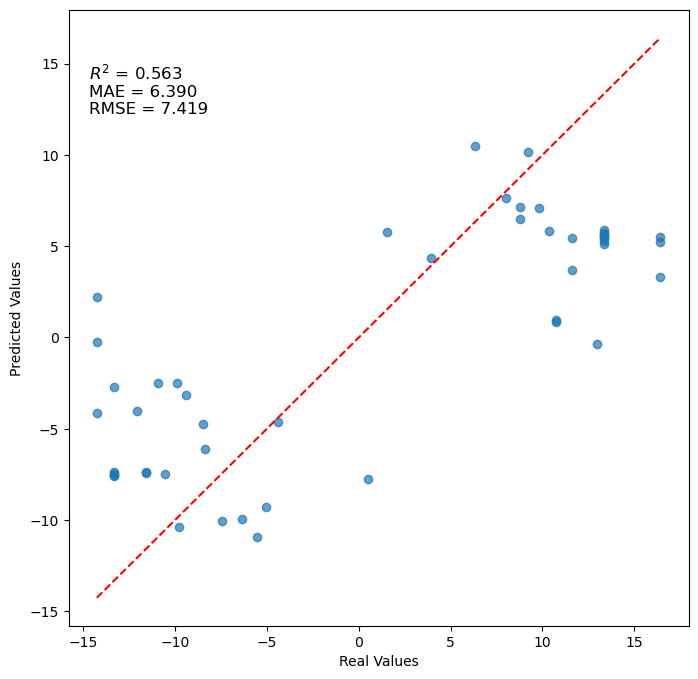 R² = 0.563
MAE = 6.390
RMSE = 7.419
15
10
5
0
−5
−10
−15
Predicted Values
−15 −10 −5 0 5 10 15
Real Values